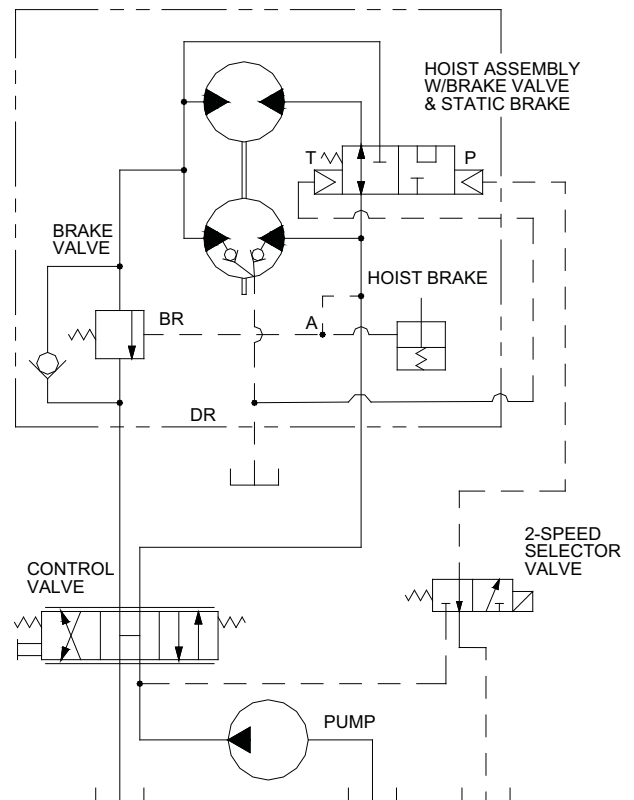 HOIST ASSEMBLY
W/BRAKE VALVE
& STATIC BRAKE
T
P
BRAKE
VALVE
HOIST BRAKE
BR
A
DR
2-SPEED
SELECTOR
VALVE
CONTROL
VALVE
PUMP